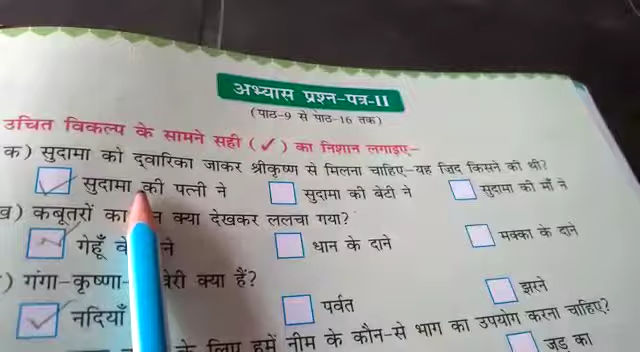 अभ्यास प्रश्न-पत्र-II
(पाठ-9 से पाठ-16 तक)
उचित विकल्प के सामने सही (✓) का निशान लगाइए–
क) सुदामा को द्वारिका जाकर श्रीकृष्ण से मिलना चाहिए–यह ज़िद किसने की थी?
सुदामा की पत्नी ने सुदामा की बेटी ने सुदामा की माँ ने
ख) कबूतरों का क्या देखकर ललचा गया?
गेहूँ धान के दाने मक्का के दाने
) गंगा-कृष्णा- क्या हैं?
नदियाँ पर्वत झरने
के लिए हमें नीम के कौन-से भाग का उपयोग करना चाहिए?
जड़ का